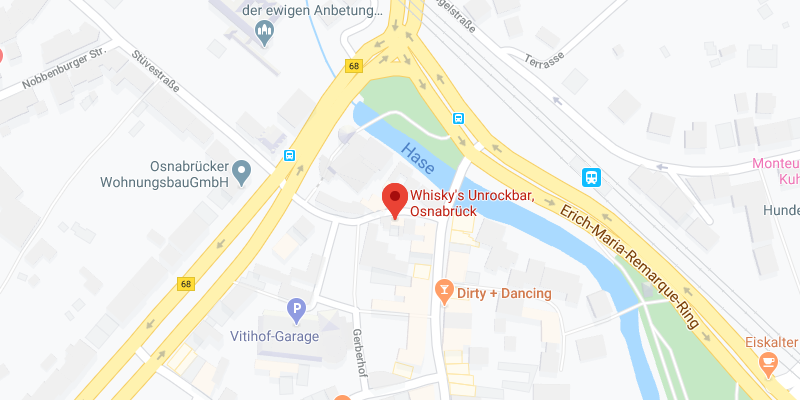 der ewigen Anbetung…
Terrasse
Nobbenburger Str.
Stüvestraße
68
Hase
Osnabrücker
WohnungsbauGmbH
Monteu
Kuh
Whisky's Unrockbar,
Osnabrück
Hunde
Erich-Maria-Remarque-Ring
68
Dirty + Dancing
P
Vitihof-Garage
Gerberhof
Eiskalter